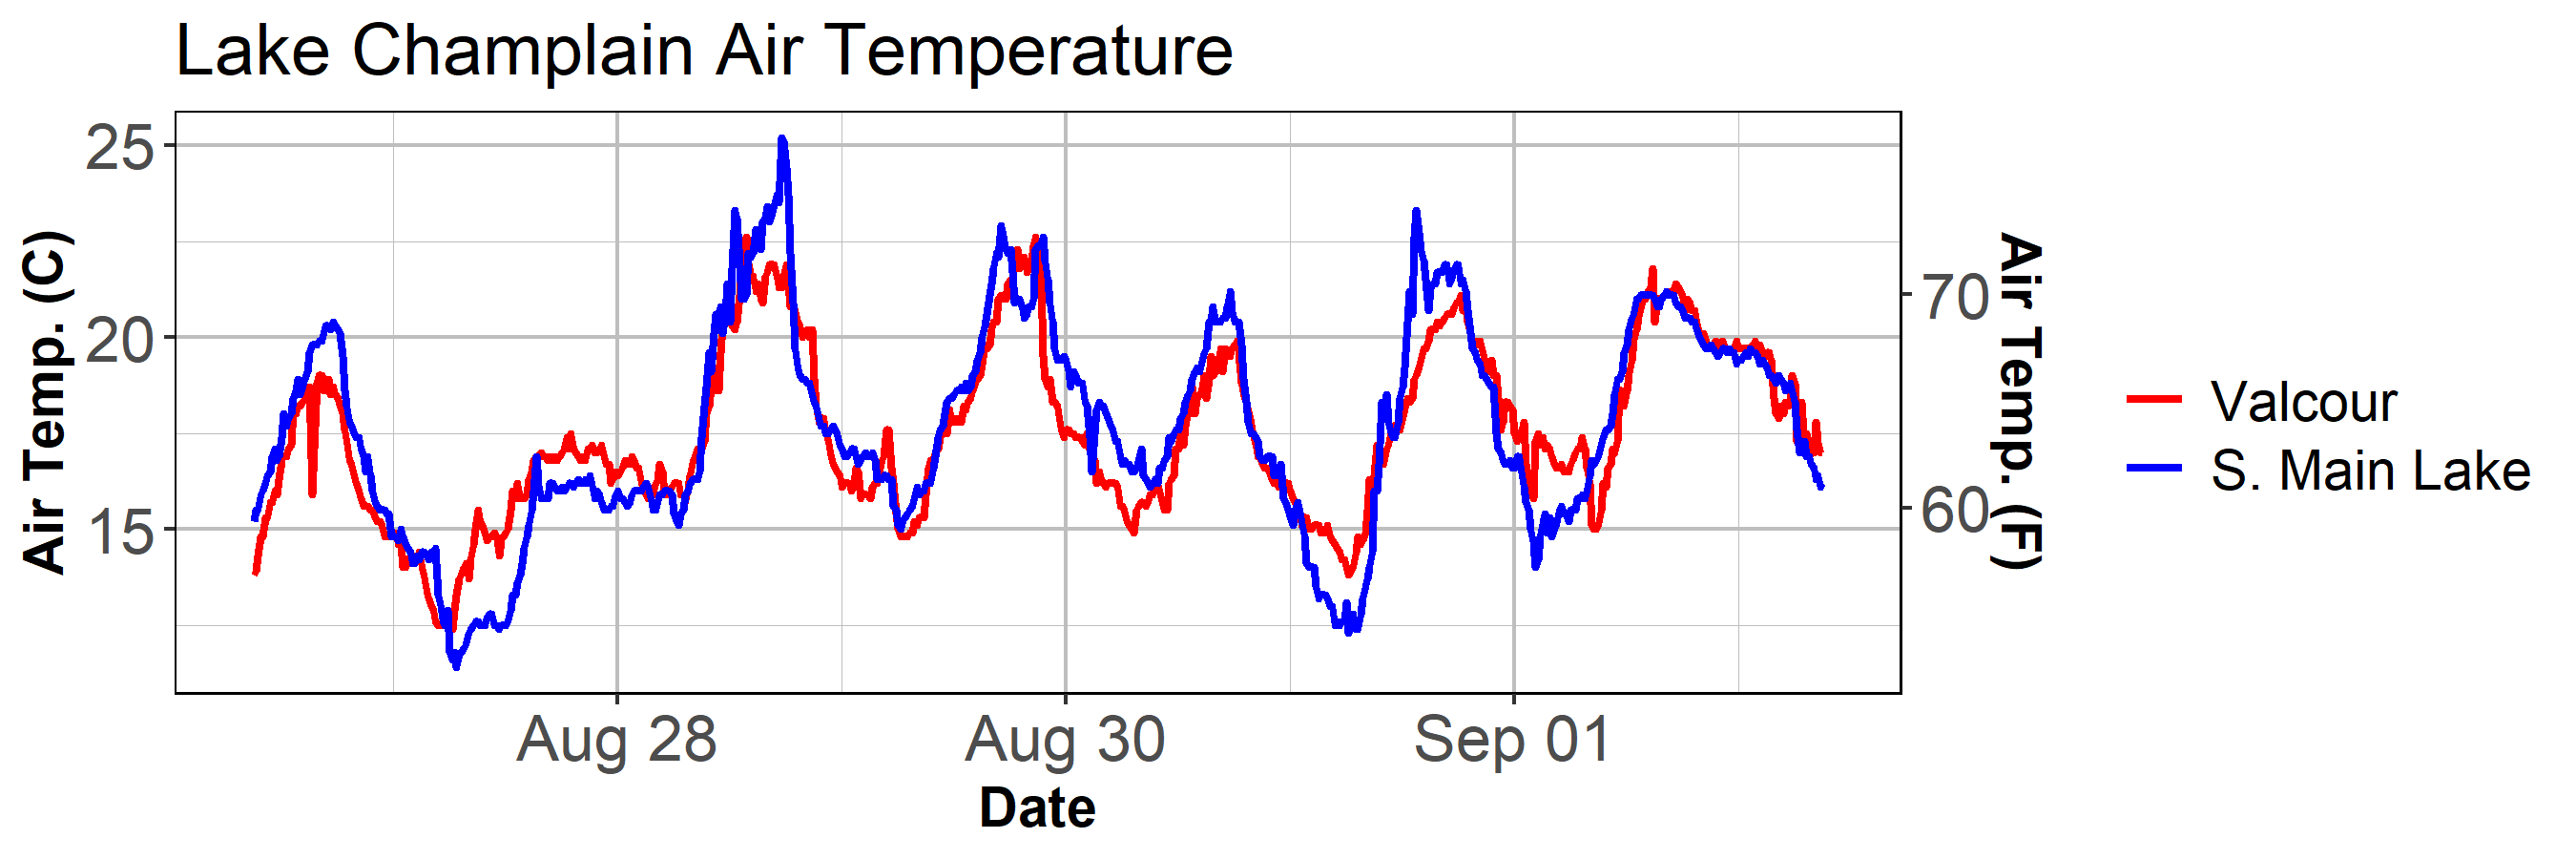 Lake Champlain Air Temperature
Air Temp. (C)
25
20
15
Air Temp. (F)
70
60
Aug 28
Aug 30
Sep 01
Date
Valcour
S. Main Lake